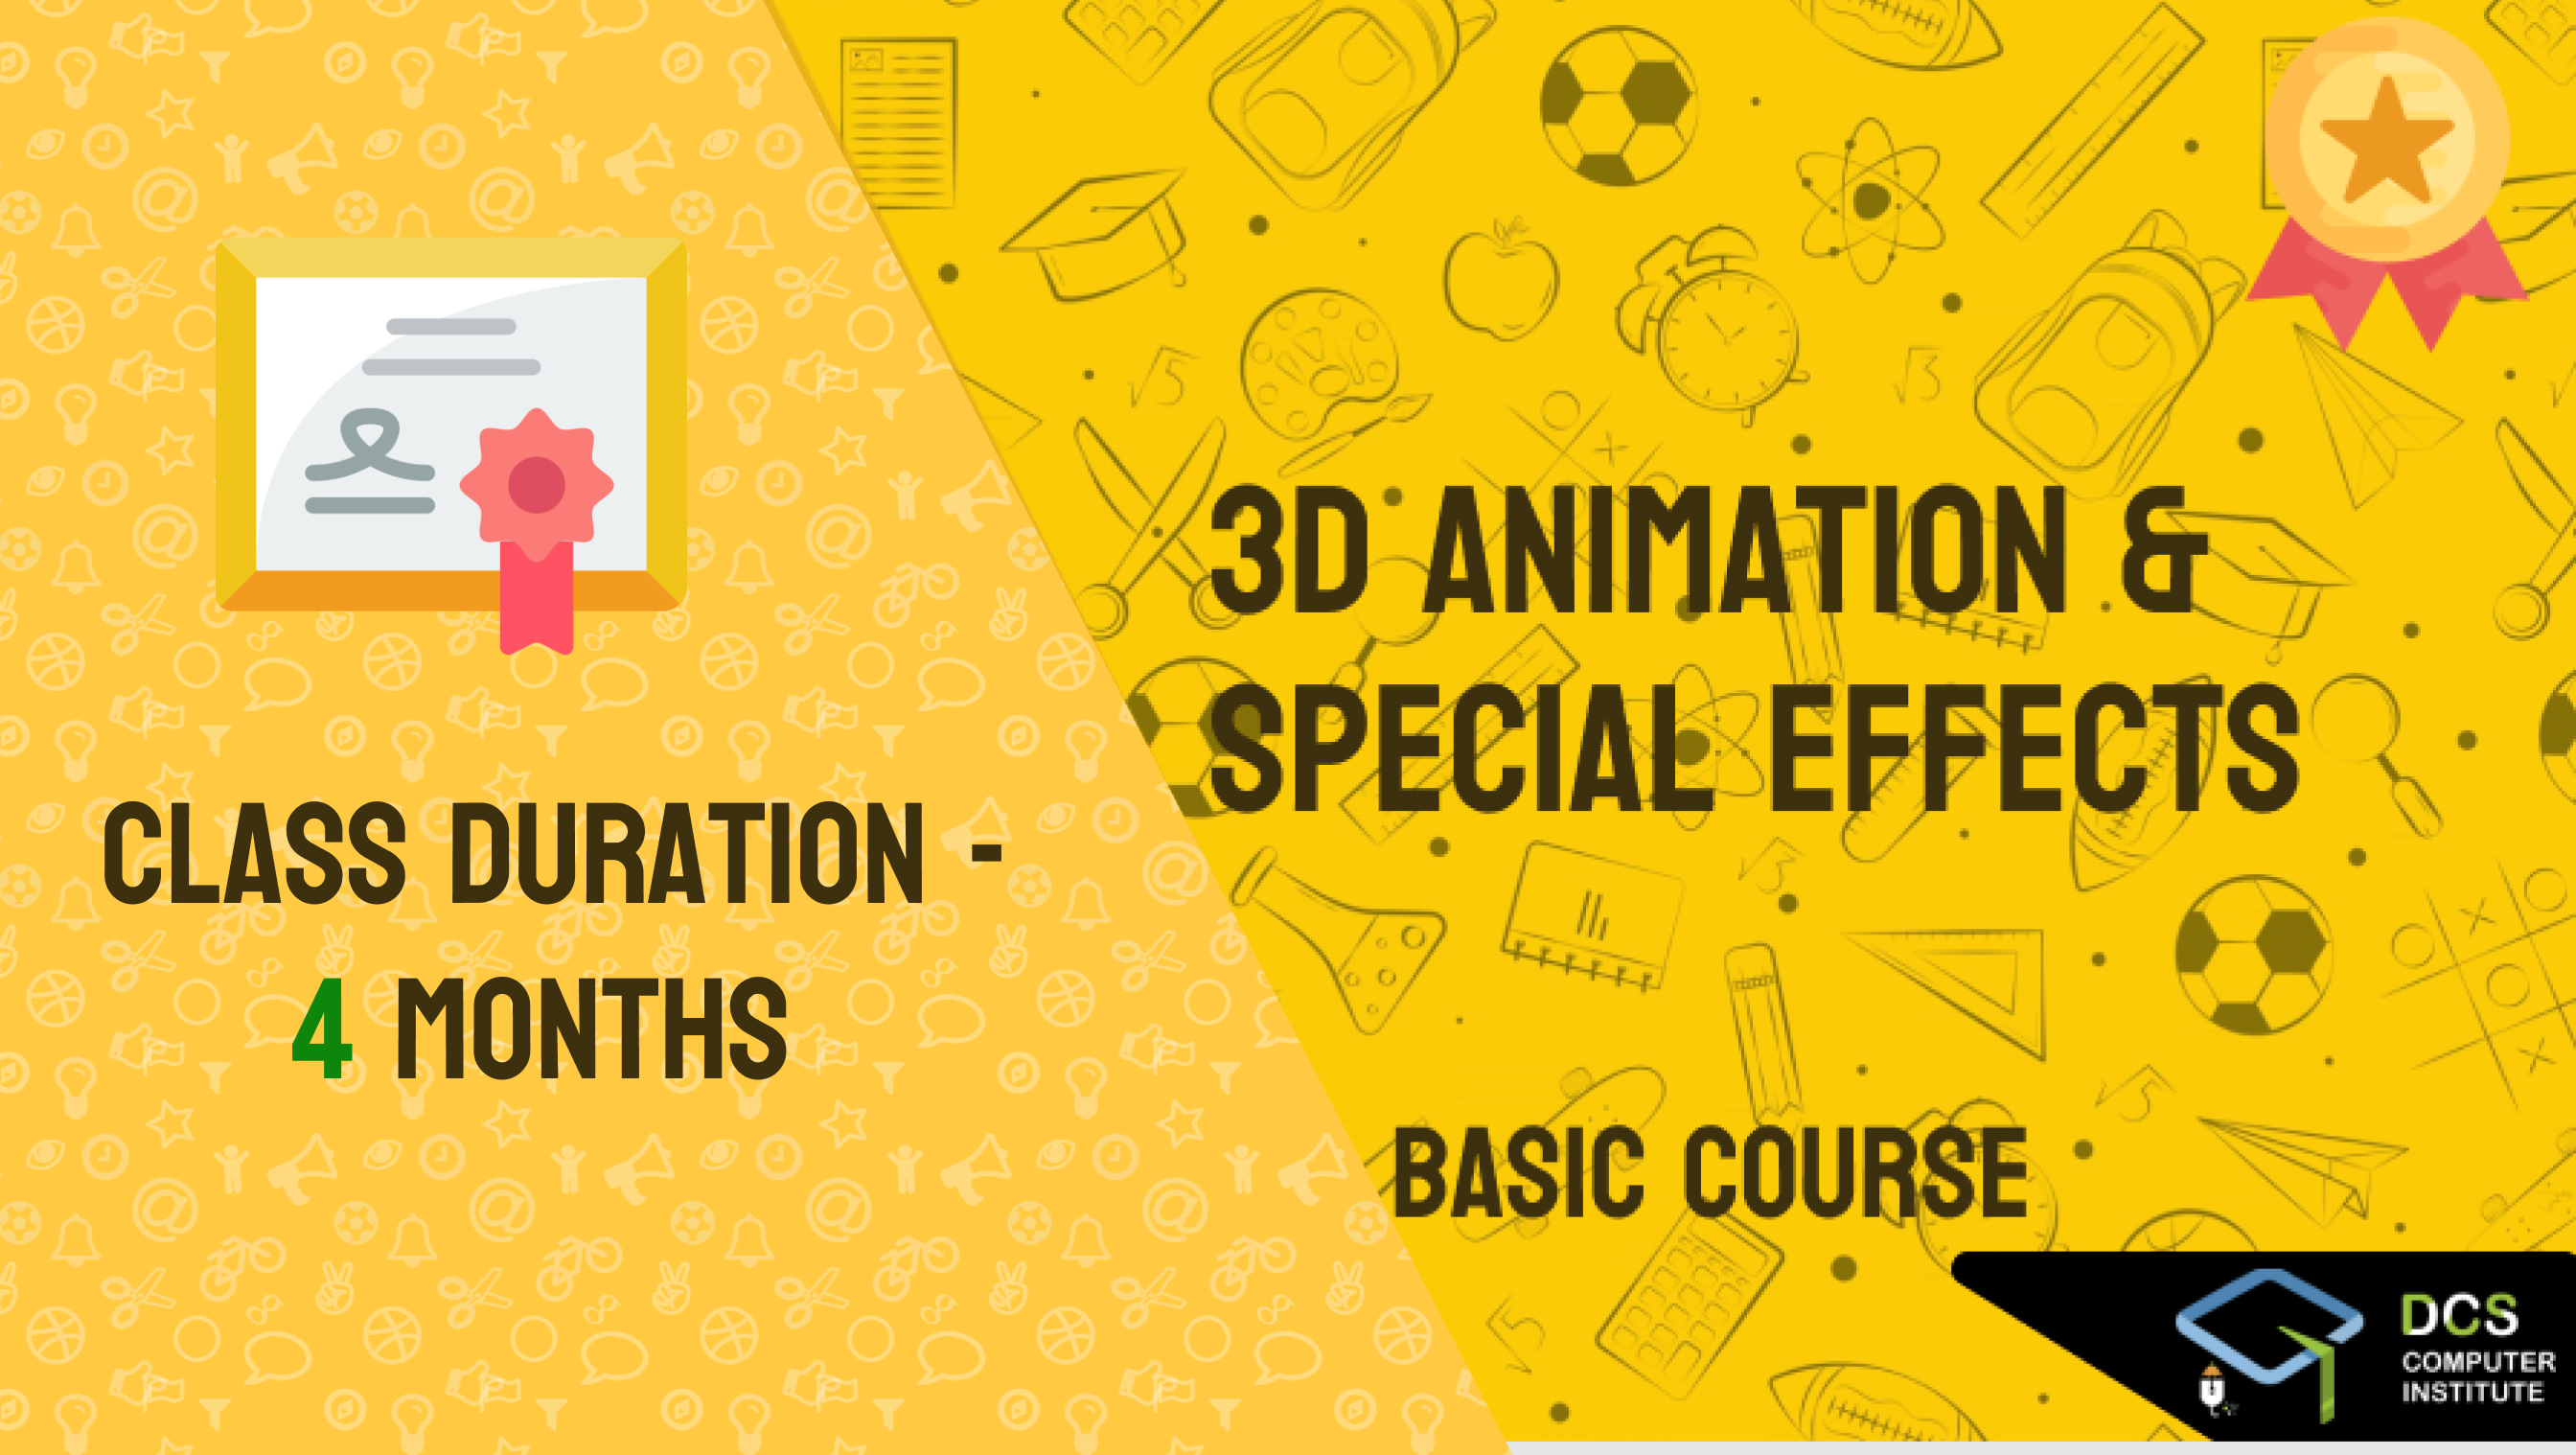 CLASS DURATION -
4 MONTHS
3D ANIMATION &
SPECIAL EFFECTS
BASIC COURSE
DCS
COMPUTER
INSTITUTE